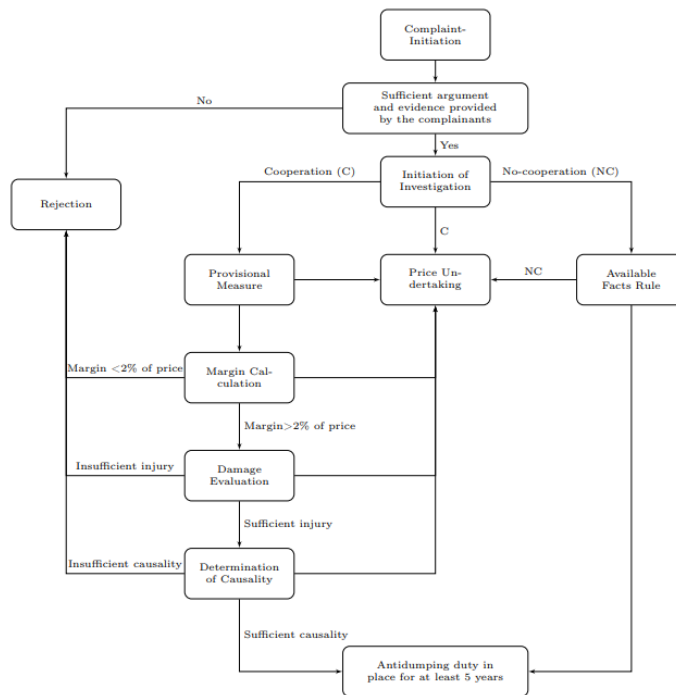 Complaint-
Initiation
Sufficient argument
and evidence provided
by the complainants
No
Yes
Cooperation (C)
Initiation of
Investigation
No-cooperation (NC)
Rejection
C
Provisional
Measure
Price Un-
dertaking
NC
Available
Facts Rule
Margin <2% of price
Margin Cal-
culation
Margin>2% of price
Insufficient injury
Damage
Evaluation
Sufficient injury
Insufficient causality
Determination
of Causality
Sufficient causality
Antidumping duty in
place for at least 5 years